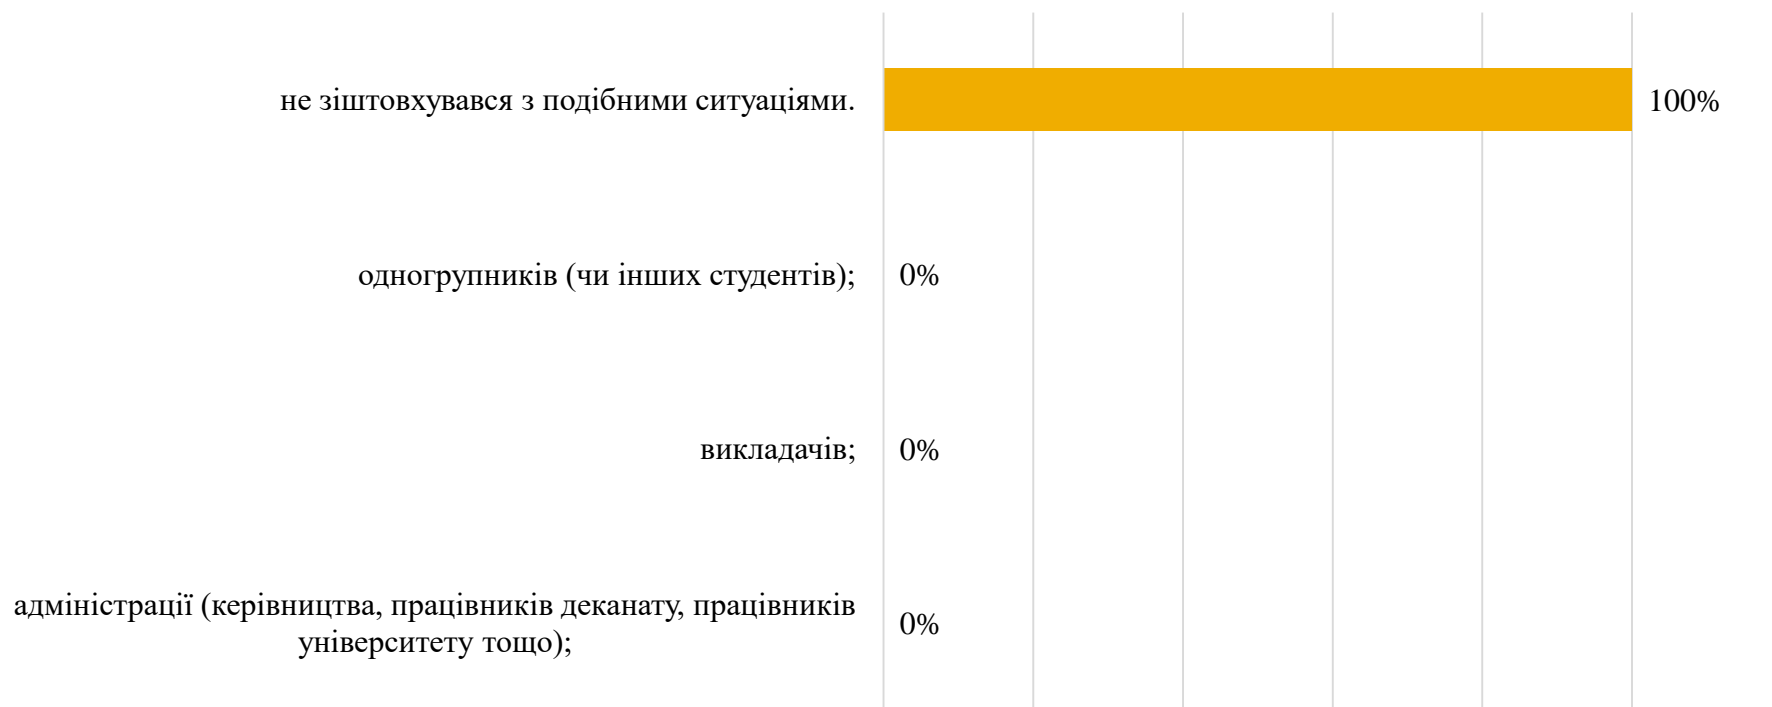 не зіштовхувався з подібними ситуаціями.
100%
одногрупників (чи інших студентів);
0%
викладачів;
0%
адміністрації (керівництва, працівників деканату, працівників
університету тощо);
0%